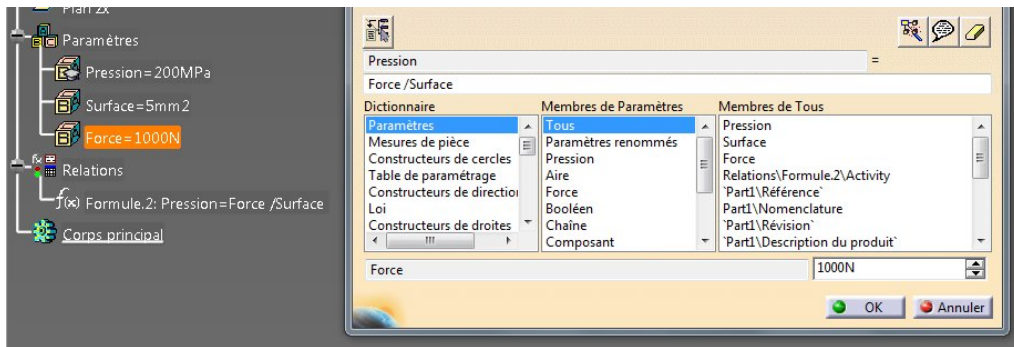 Plan zx
Paramètres
Pression=200MPa
Surface=5mm2
Force=1000N
Relations
f(x) Formule.2: Pression=Force /Surface
Corps principal
Pression
=
Force /Surface
Dictionnaire
Membres de Paramètres
Membres de Tous
Paramètres
Mesures de pièce
Constructeurs de cercles
Table de paramétrage
Constructeurs de direction
Loi
Constructeurs de droites
Tous
Paramètres renommés
Pression
Aire
Force
Booléen
Chaîne
Composant
Pression
Surface
Force
Relations\Formule.2\Activity
`Part1\Référence`
`Part1\Nomenclature
`Part1\Révision`
`Part1\Description du produit`
Force
1000N
OK
Annuler